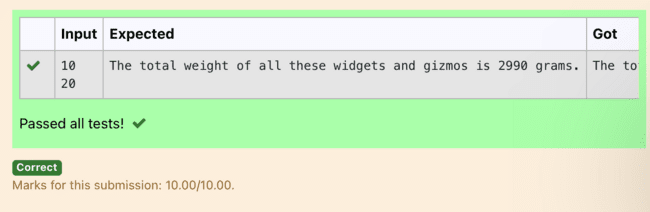 Input Expected Got
10 The total weight of all these widgets and gizmos is 2990 grams. The
20
Passed all tests!
Correct
Marks for this submission: 10.00/10.00.